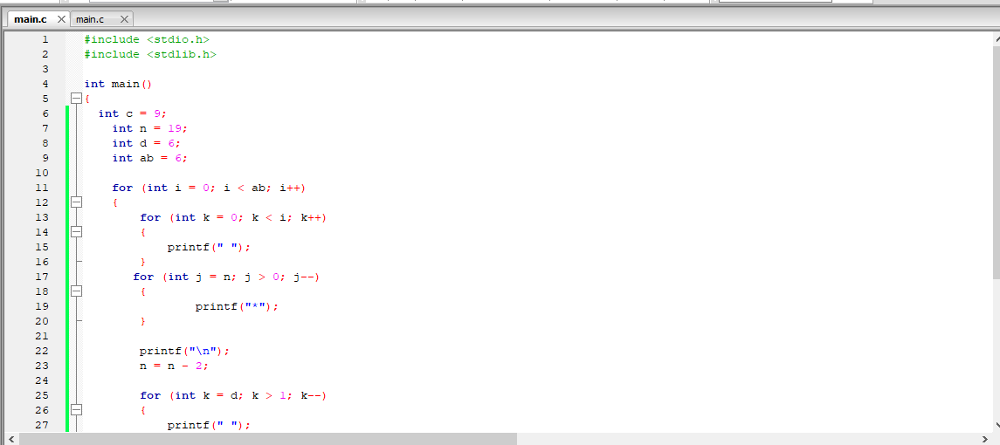 main.c main.c
1 #include <stdio.h>
2 #include <stdlib.h>
3
4 int main()
5 {
6 int c = 9;
7 int n = 19;
8 int d = 6;
9 int ab = 6;
10
11 for (int i = 0; i < ab; i++)
12 {
13 for (int k = 0; k < i; k++)
14 {
15 printf(" ");
16 }
17 for (int j = n; j > 0; j--)
18 {
19 printf("*");
20 }
21
22 printf("\n");
23 n = n - 2;
24
25 for (int k = d; k > 1; k--)
26 {
27 printf(" ");